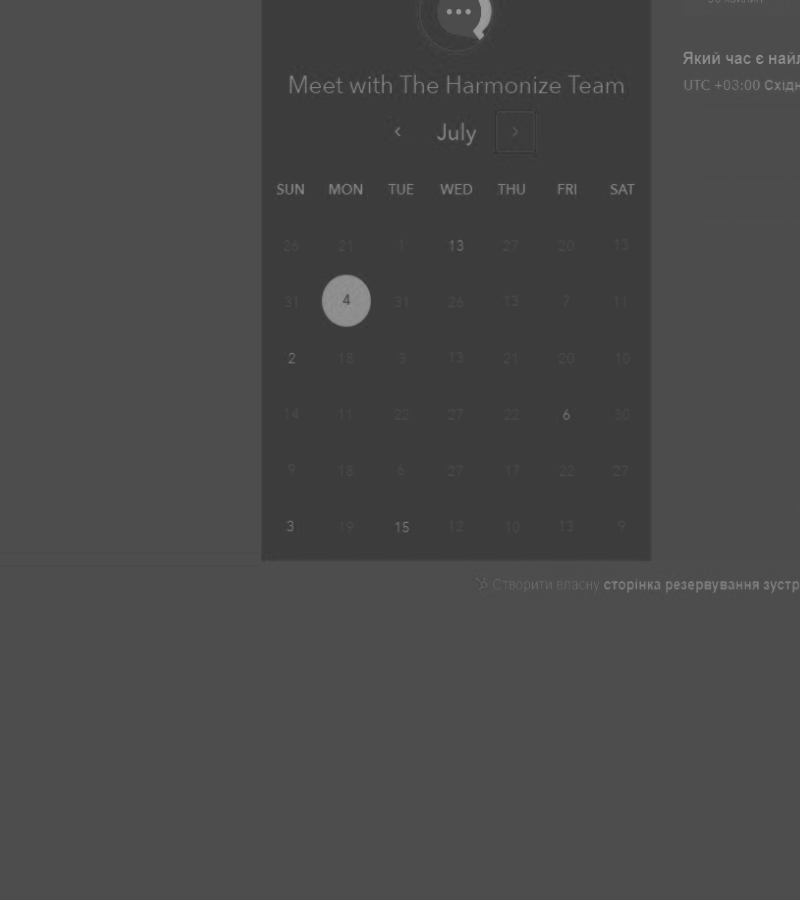 Який час є найл
Meet with The Harmonize Team
UTC +03:00 Східн
July
SUN MON TUE WED THU FRI SAT
26 21 1 13 27 20 13
31 4 31 26 13 7 11
2 18 3 13 21 20 10
14 11 22 27 22 6 30
9 18 6 27 17 22 27
3 19 15 12 10 13 9
Створити власну сторінка резервування зустр